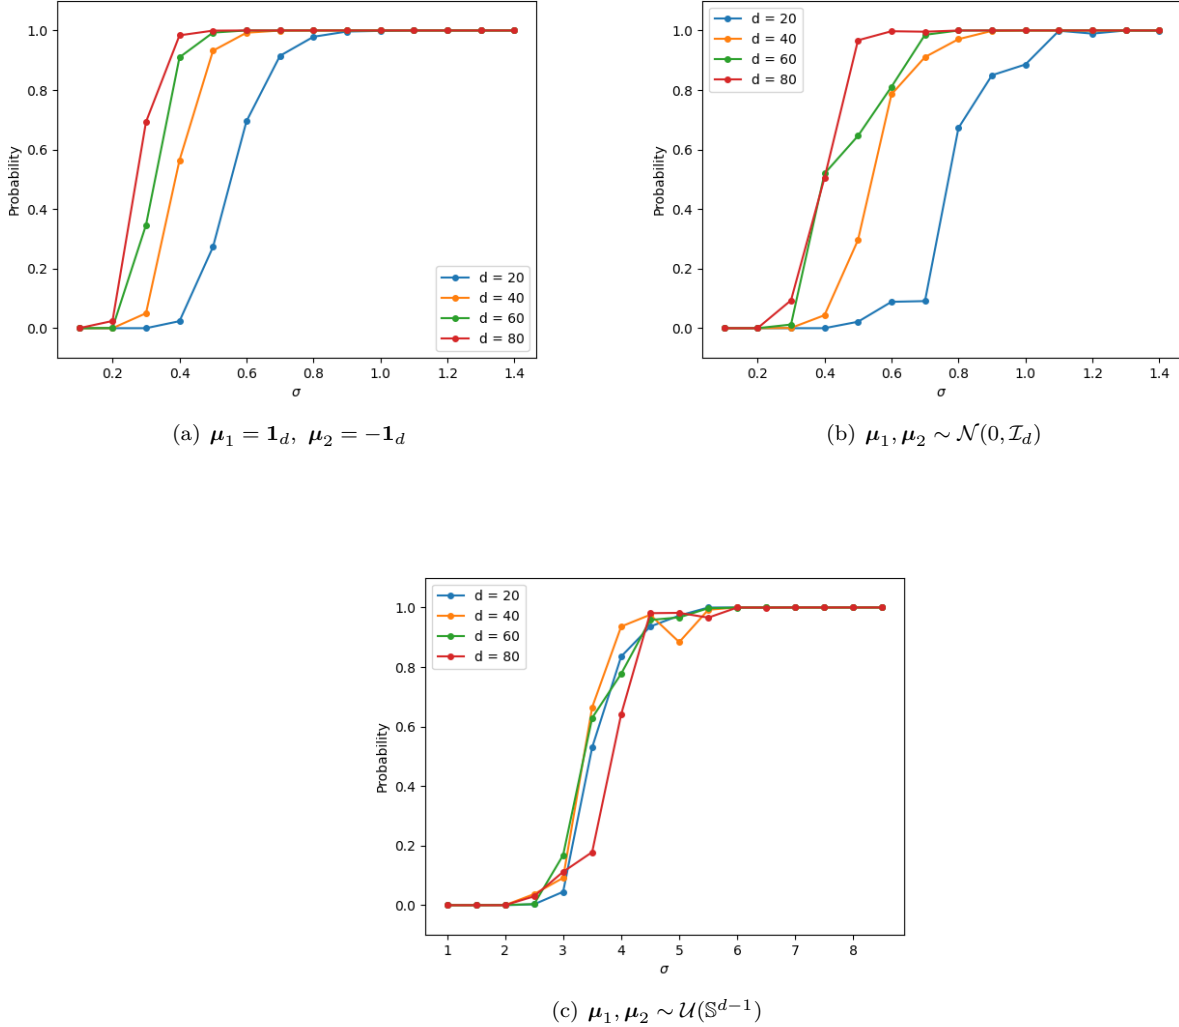 1.0
0.8
0.6
0.4
0.2
0.0
Probability
0.2 0.4 0.6 0.8 1.0 1.2 1.4
σ
d = 20
d = 40
d = 60
d = 80
(a) μ₁ = 1_d, μ₂ = −1_d
1.0
0.8
0.6
0.4
0.2
0.0
Probability
0.2 0.4 0.6 0.8 1.0 1.2 1.4
σ
d = 20
d = 40
d = 60
d = 80
(b) μ₁, μ₂ ∼ 𝒩(0, ℐ_d)
1.0
0.8
0.6
0.4
0.2
0.0
Probability
1 2 3 4 5 6 7 8
σ
d = 20
d = 40
d = 60
d = 80
(c) μ₁, μ₂ ∼ 𝒰(𝕊^{d−1})